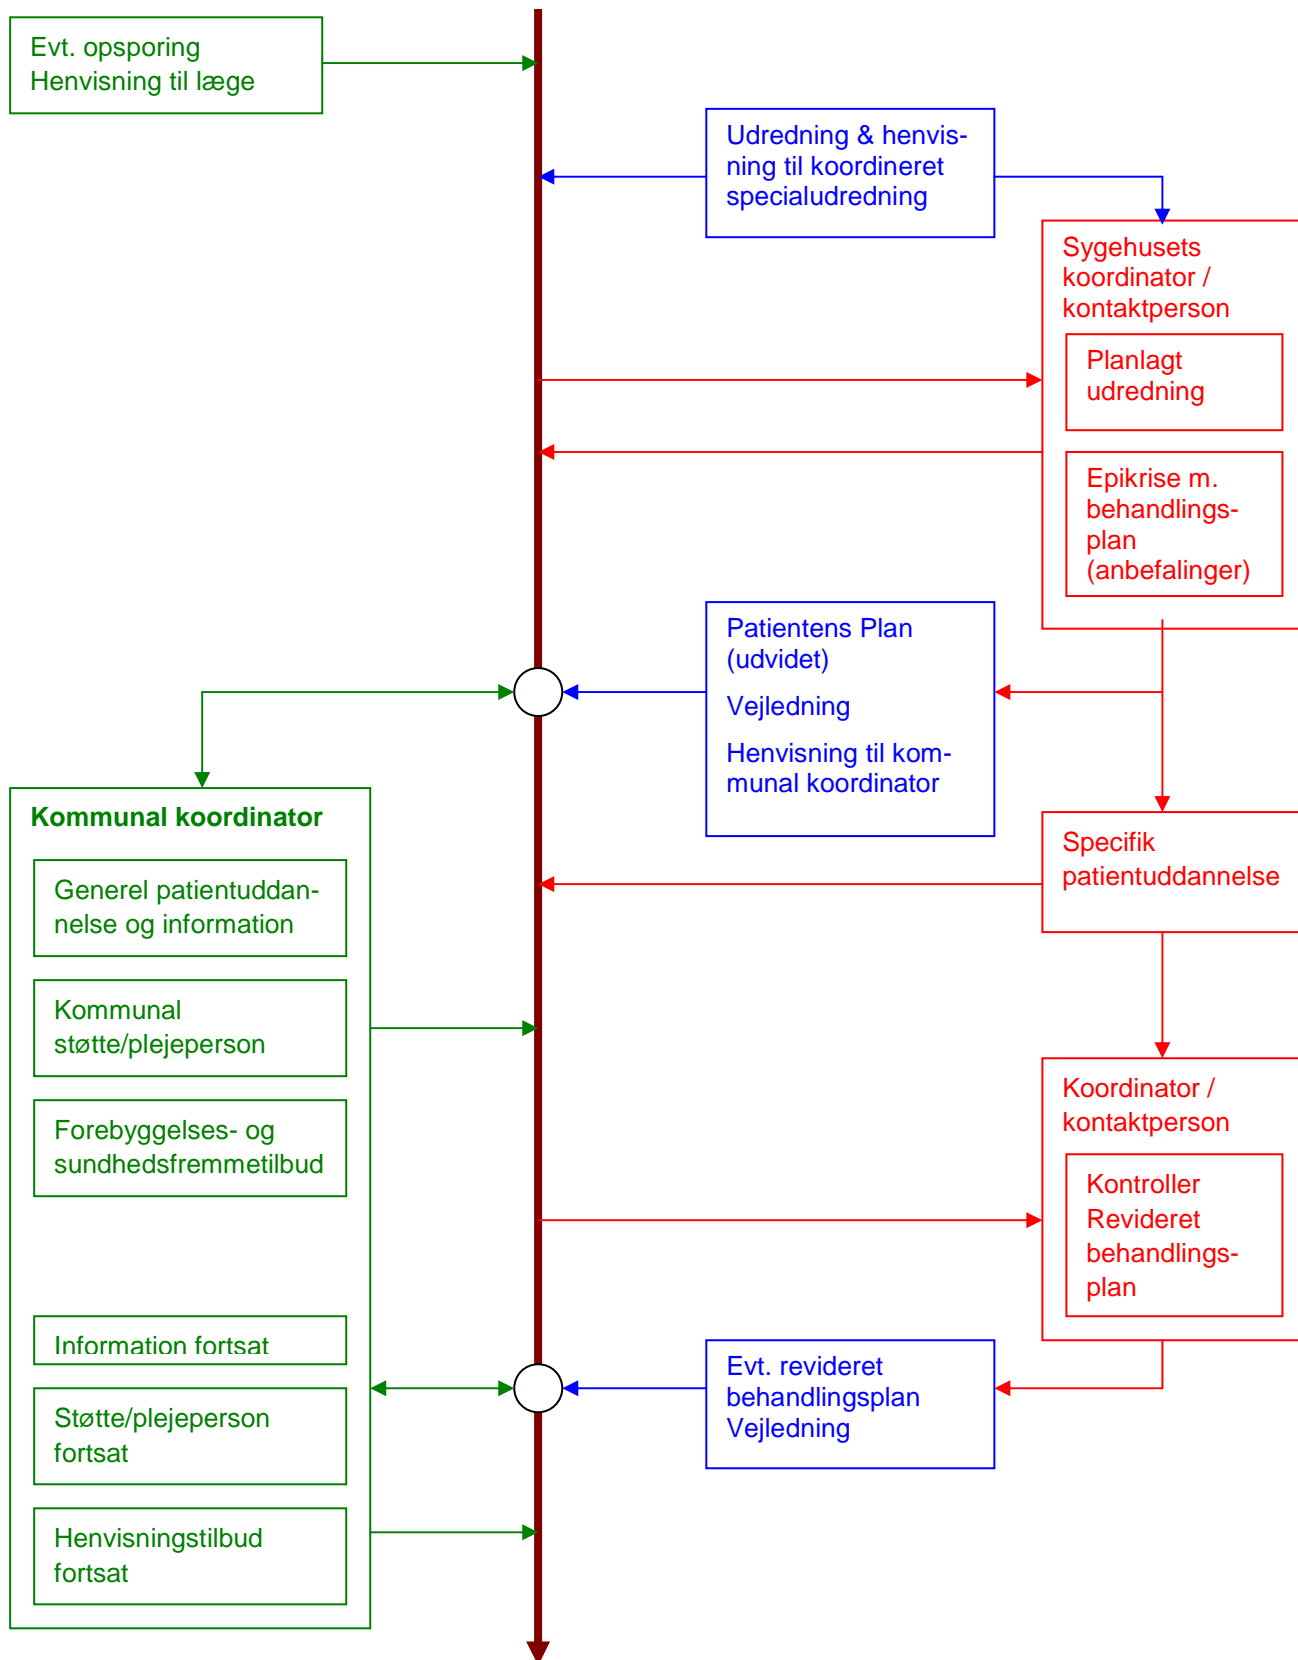 Evt. opsporing
Henvisning til læge
Udredning & henvis-
ning til koordineret
specialudredning
Sygehusets
koordinator /
kontaktperson
Planlagt
udredning
Epikrise m.
behandlings-
plan
(anbefalinger)
Patientens Plan
(udvidet)
Vejledning
Henvisning til kom-
munal koordinator
Kommunal koordinator
Generel patientuddan-
nelse og information
Kommunal
støtte/plejeperson
Forebyggelses- og
sundhedsfremmetilbud
Information fortsat
Støtte/plejeperson
fortsat
Henvisningstilbud
fortsat
Specifik
patientuddannelse
Koordinator /
kontaktperson
Kontroller
Revideret
behandlings-
plan
Evt. revideret
behandlingsplan
Vejledning